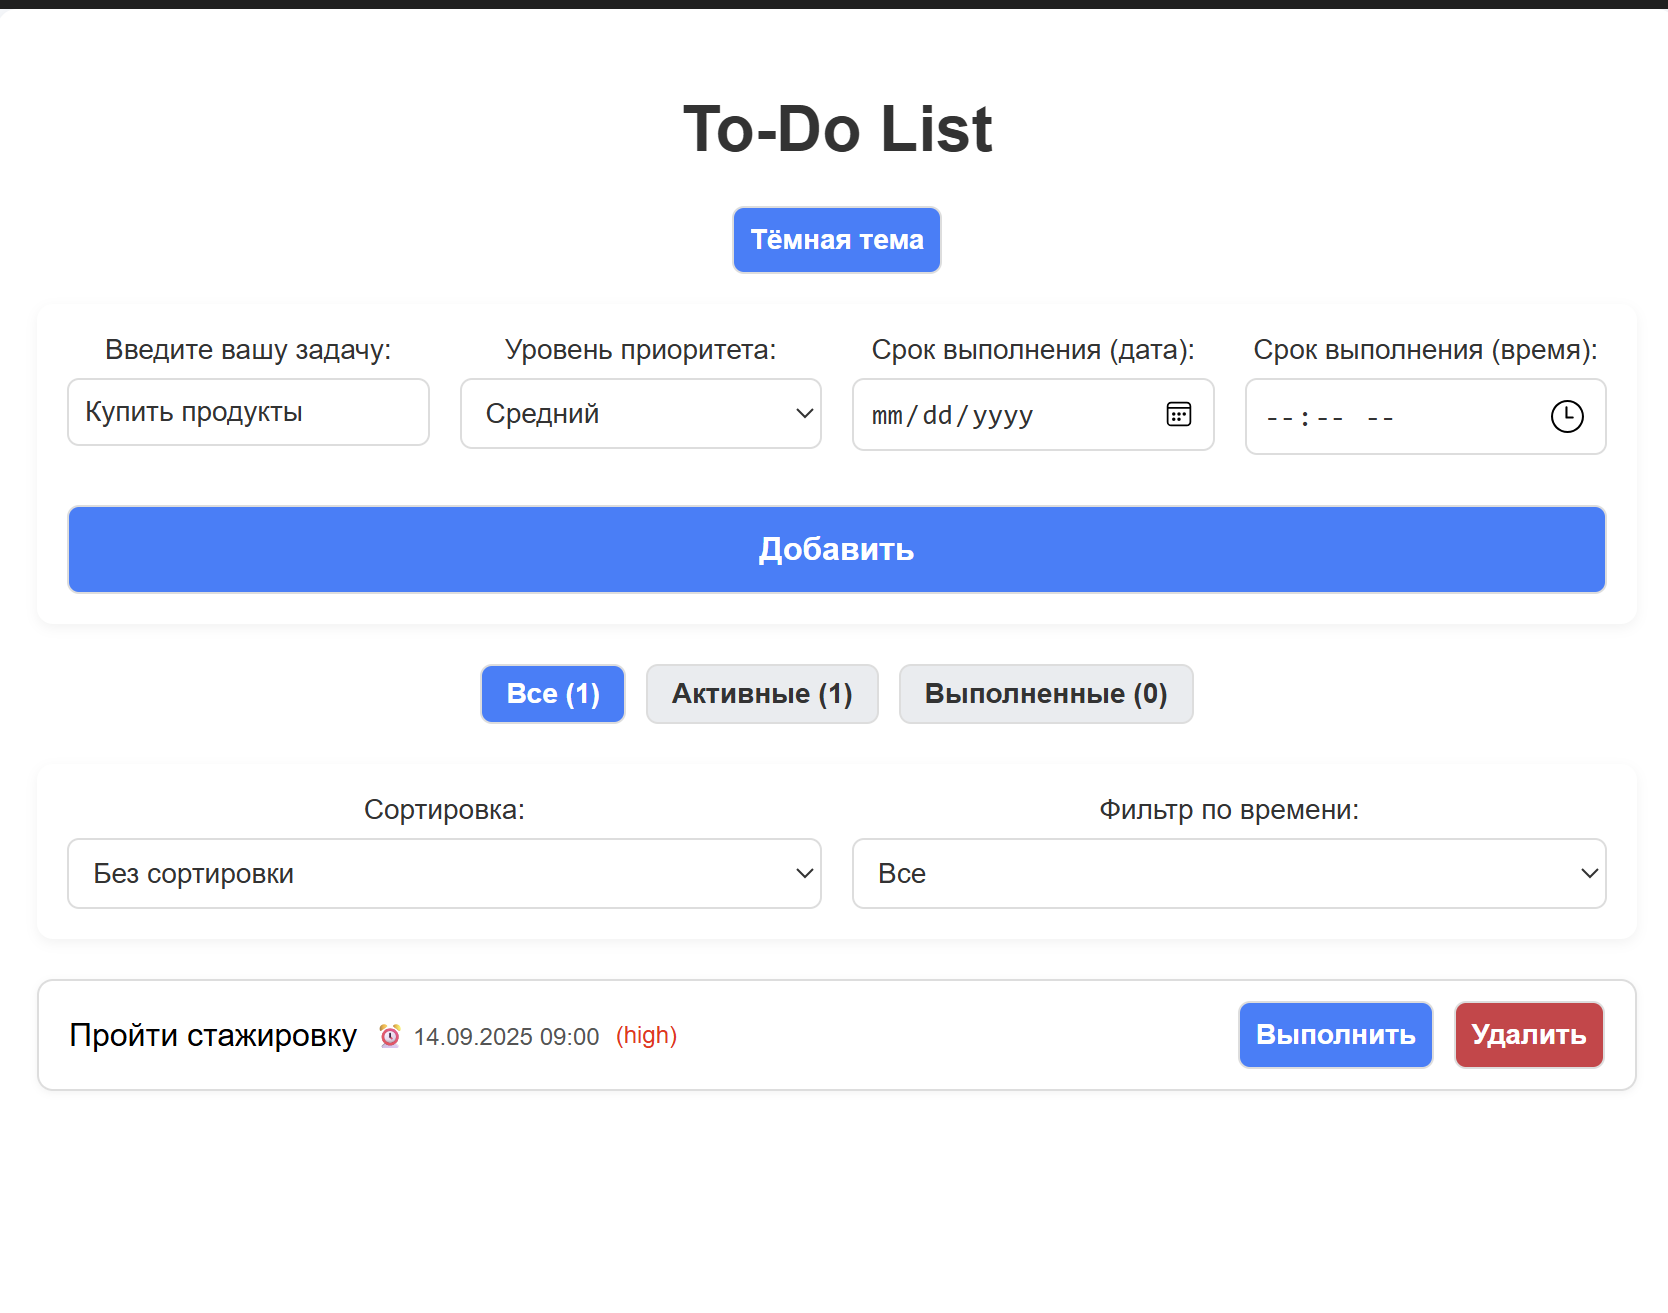 To-Do List
Тёмная тема
Введите вашу задачу: Уровень приоритета: Срок выполнения (дата): Срок выполнения (время):
Купить продукты Средний mm/dd/yyyy --:-- --
Добавить
Все (1) Активные (1) Выполненные (0)
Сортировка: Фильтр по времени:
Без сортировки Все
Пройти стажировку ⏰ 14.09.2025 09:00 (high) Выполнить Удалить